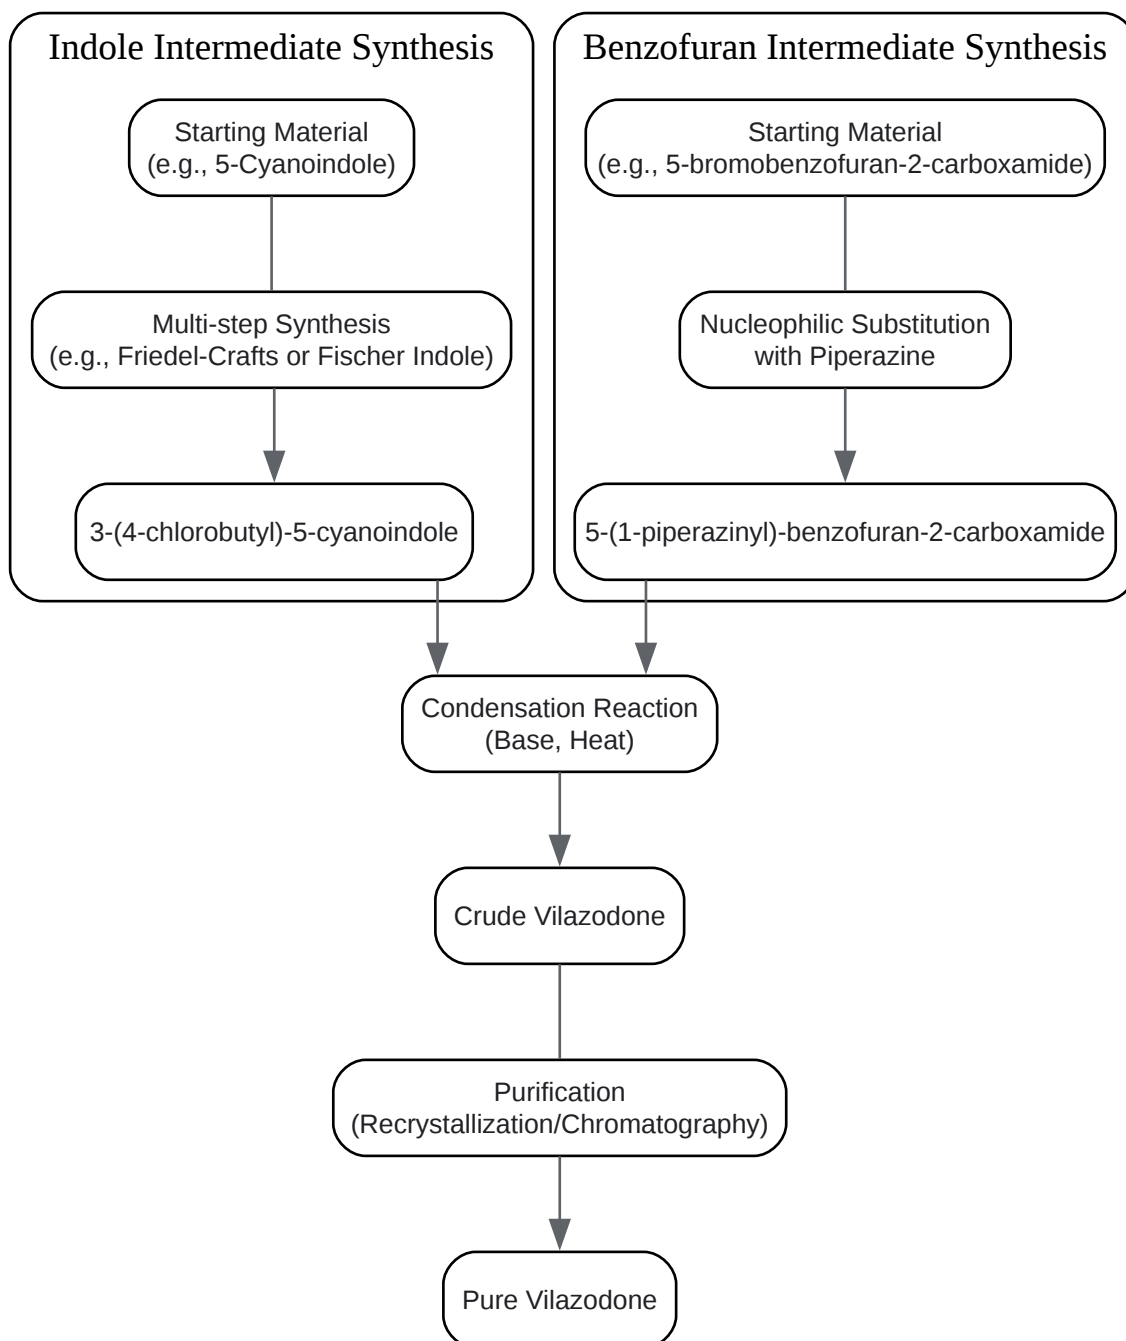 Indole Intermediate Synthesis
Starting Material
(e.g., 5-Cyanoindole)
Multi-step Synthesis
(e.g., Friedel-Crafts or Fischer Indole)
3-(4-chlorobutyl)-5-cyanoindole
Benzofuran Intermediate Synthesis
Starting Material
(e.g., 5-bromobenzofuran-2-carboxamide)
Nucleophilic Substitution
with Piperazine
5-(1-piperazinyl)-benzofuran-2-carboxamide
Condensation Reaction
(Base, Heat)
Crude Vilazodone
Purification
(Recrystallization/Chromatography)
Pure Vilazodone